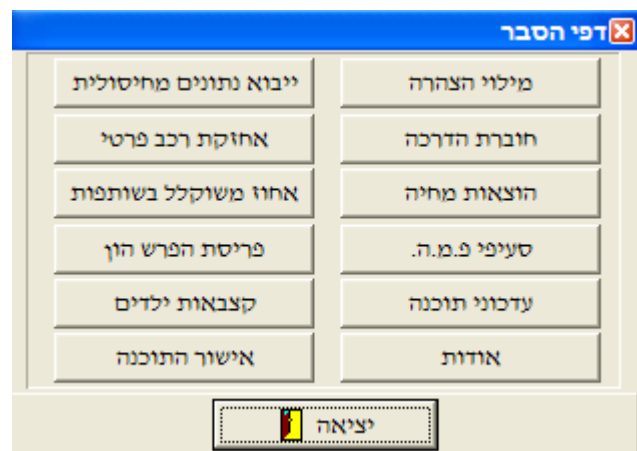 דפי הסבר
מילוי הצהרה
ייבוא נתונים מחיסולית
חוברת הדרכה
אחזקת רכב פרטי
הוצאות מחיה
אחוז משוקלל בשותפות
סעיפי פ.מ.ה.
פריסת הפרש הון
עדכוני תוכנה
קצבאות ילדים
אודות
אישור התוכנה
יציאה